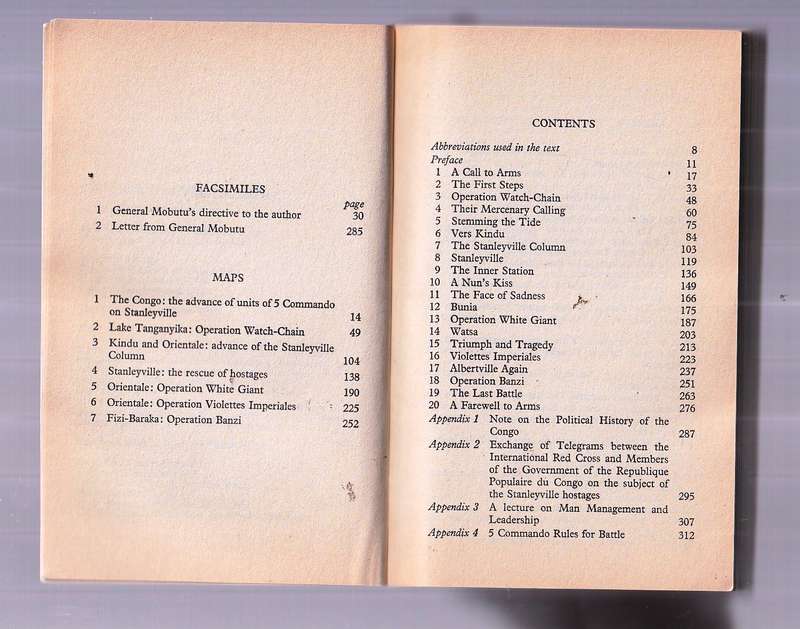 FACSIMILES
page
1 General Mobutu's directive to the author 30
2 Letter from General Mobutu 285
MAPS
1 The Congo: the advance of units of 5 Commando
on Stanleyville 14
2 Lake Tanganyika: Operation Watch-Chain 49
3 Kindu and Orientale: advance of the Stanleyville
Column 104
4 Stanleyville: the rescue of hostages 138
5 Orientale: Operation White Giant 190
6 Orientale: Operation Violettes Imperiales 225
7 Fizi-Baraka: Operation Banzi 252
CONTENTS
Abbreviations used in the text 8
Preface 11
1 A Call to Arms 17
2 The First Steps 33
3 Operation Watch-Chain 48
4 Their Mercenary Calling 60
5 Stemming the Tide 75
6 Vers Kindu 84
7 The Stanleyville Column 103
8 Stanleyville 119
9 The Inner Station 136
10 A Nun's Kiss 149
11 The Face of Sadness 166
12 Bunia 175
13 Operation White Giant 187
14 Watsa 203
15 Triumph and Tragedy 213
16 Violettes Imperiales 223
17 Albertville Again 237
18 Operation Banzi 251
19 The Last Battle 263
20 A Farewell to Arms 276
Appendix 1 Note on the Political History of the
Congo 287
Appendix 2 Exchange of Telegrams between the
International Red Cross and Members
of the Government of the Republique
Populaire du Congo on the subject of
the Stanleyville hostages 295
Appendix 3 A lecture on Man Management and
Leadership 307
Appendix 4 5 Commando Rules for Battle 312